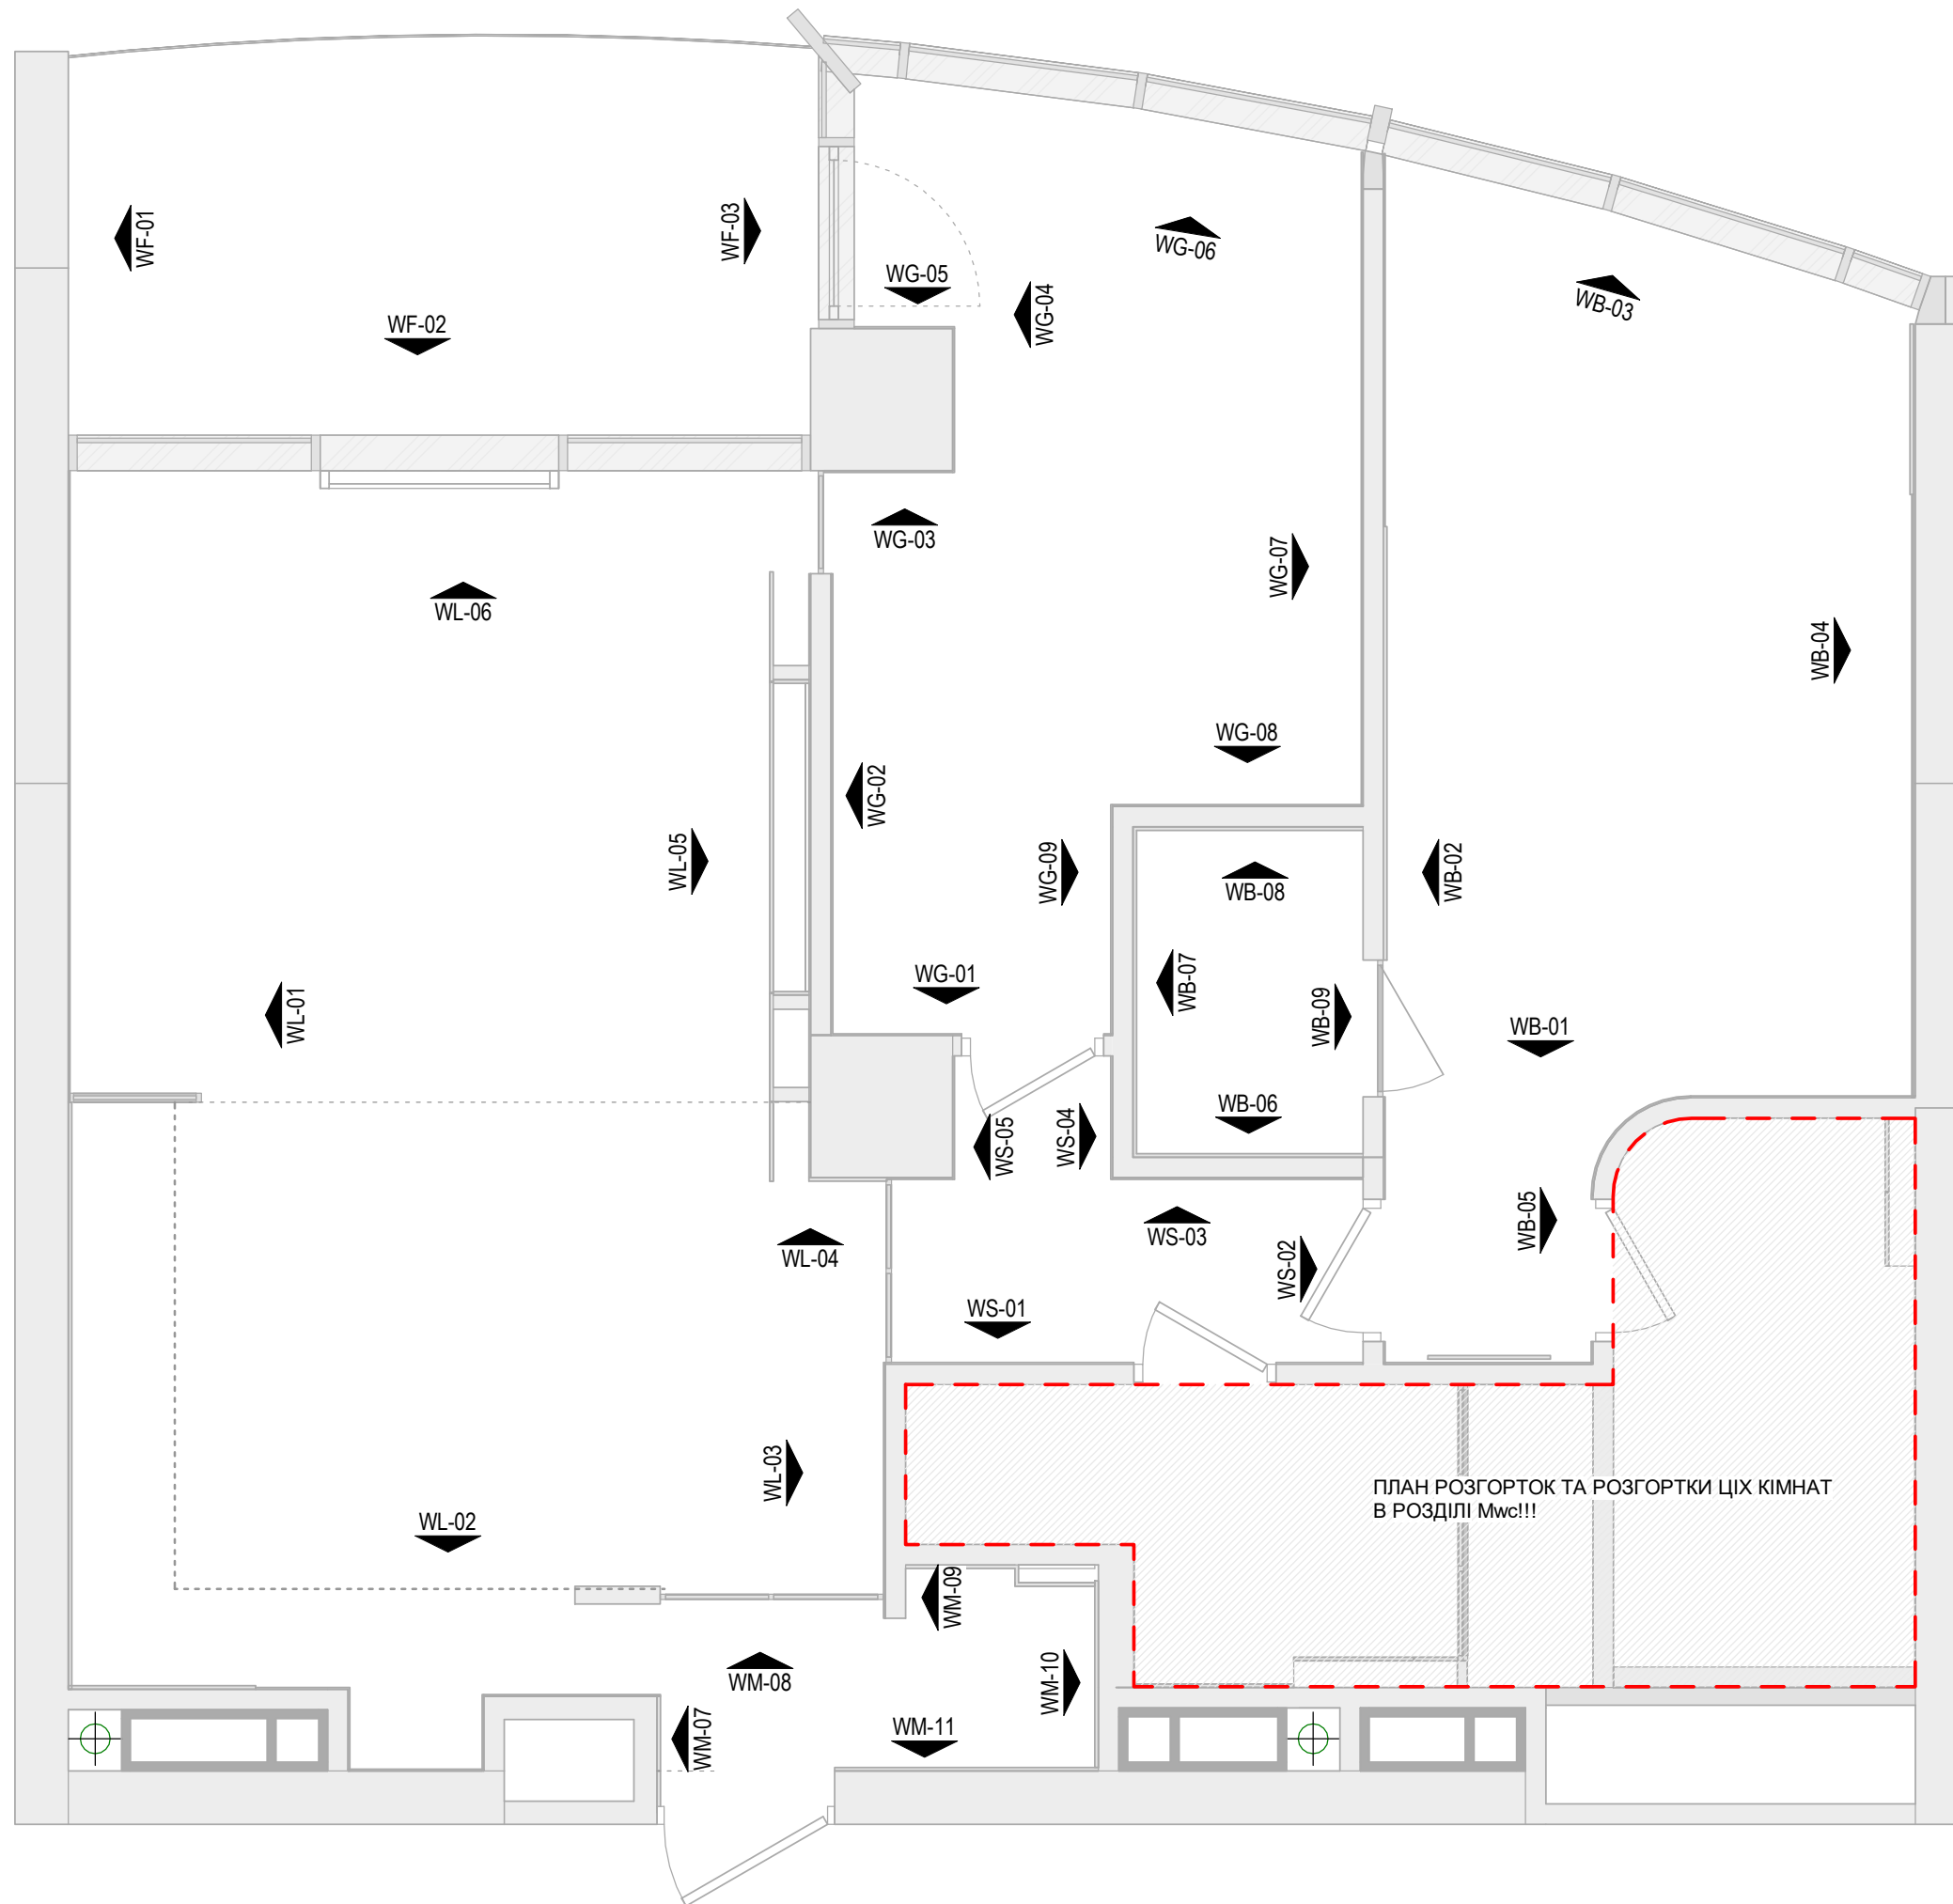 WF-01
WF-03
WG-06
WG-05
WG-04
WB-03
WF-02
WG-03
WG-07
WL-06
WB-04
WG-08
WG-02
WL-05
WG-09
WB-08
WB-02
WG-01
WB-07
WB-09
WL-01
WB-01
WB-06
WS-05
WS-04
WL-04
WS-03
WS-02
WB-05
WS-01
WL-03
WL-02
ПЛАН РОЗГОРТОК ТА РОЗГОРТКИ ЦІХ КІМНАТ
В РОЗДІЛІ Mwc!!!
WM-09
WM-08
WM-10
WM-07
WM-11